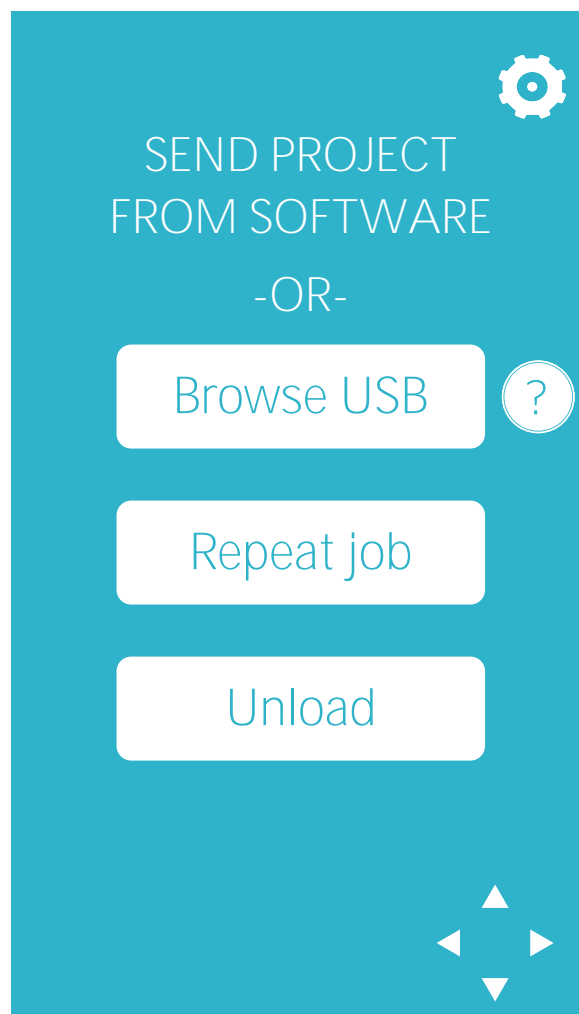 SEND PROJECT
FROM SOFTWARE
-OR-
Browse USB
?
Repeat job
Unload